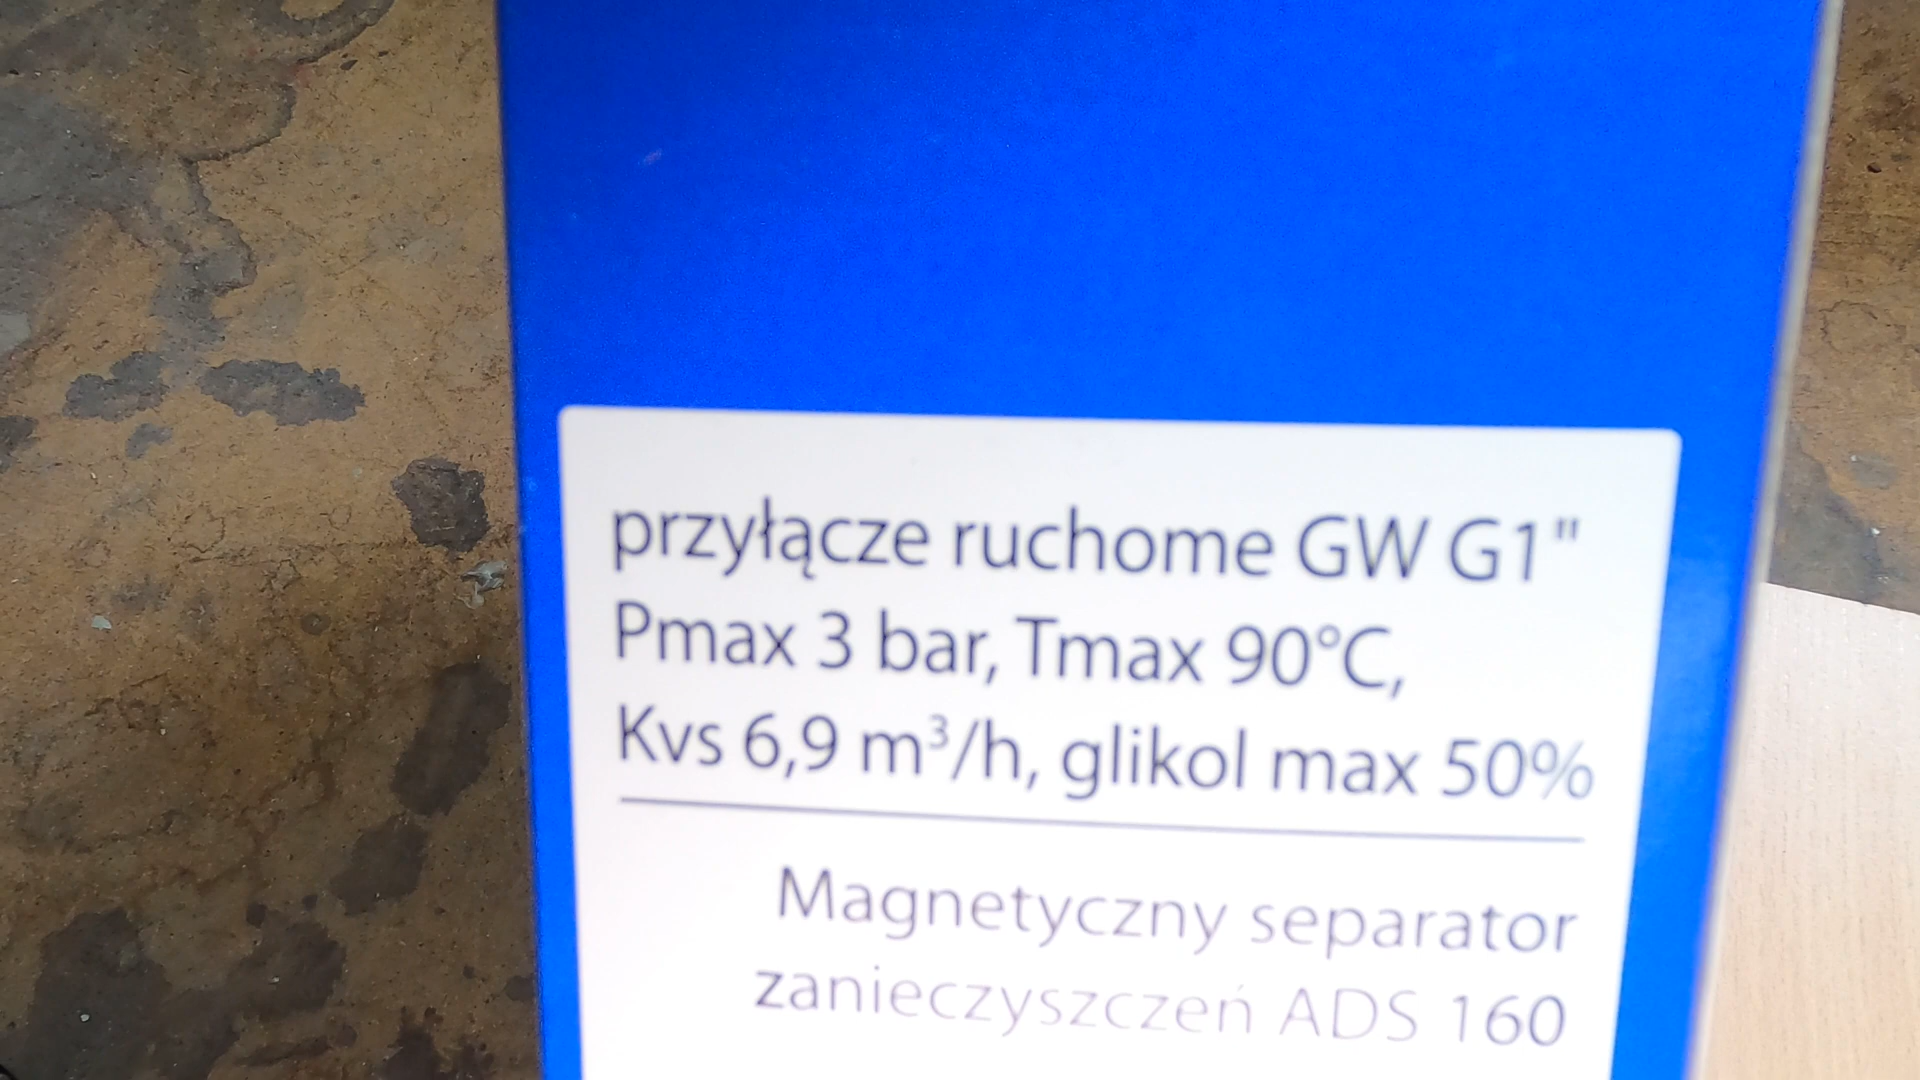 przyłącze ruchome GW G1"
Pmax 3 bar, Tmax 90°C,
Kvs 6,9 m³/h, glikol max 50%
Magnetyczny separator
zanieczyszczeń ADS 160